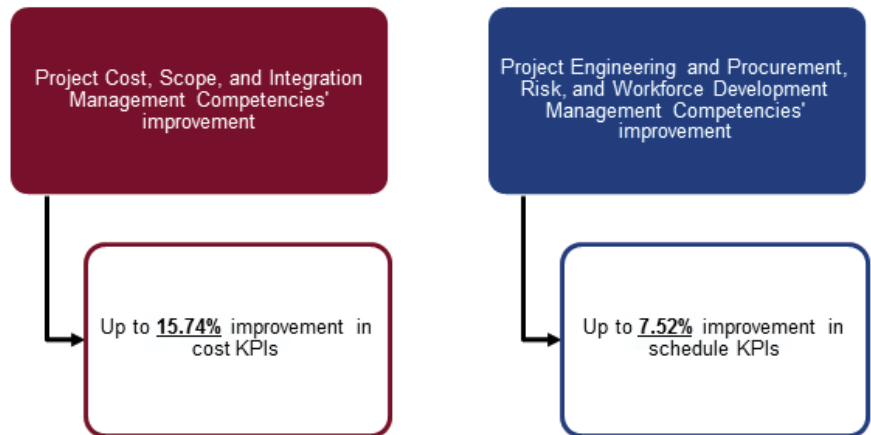 Project Cost, Scope, and Integration
Management Competencies'
improvement
Project Engineering and Procurement,
Risk, and Workforce Development
Management Competencies'
improvement
Up to 15.74% improvement in
cost KPIs
Up to 7.52% improvement in
schedule KPIs